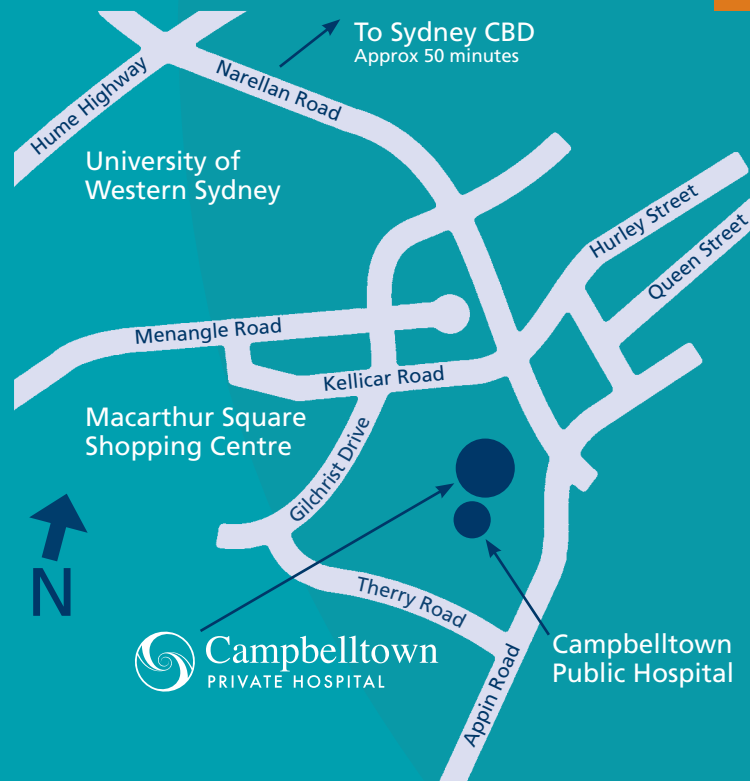 To Sydney CBD
Approx 50 minutes
Hume Highway
Narellan Road
University of
Western Sydney
Hurley Street
Queen Street
Menangle Road
Kellicar Road
Macarthur Square
Shopping Centre
Gilchrist Drive
N
Therry Road
Campbelltown
PRIVATE HOSPITAL
Campbelltown
Public Hospital
Appin Road